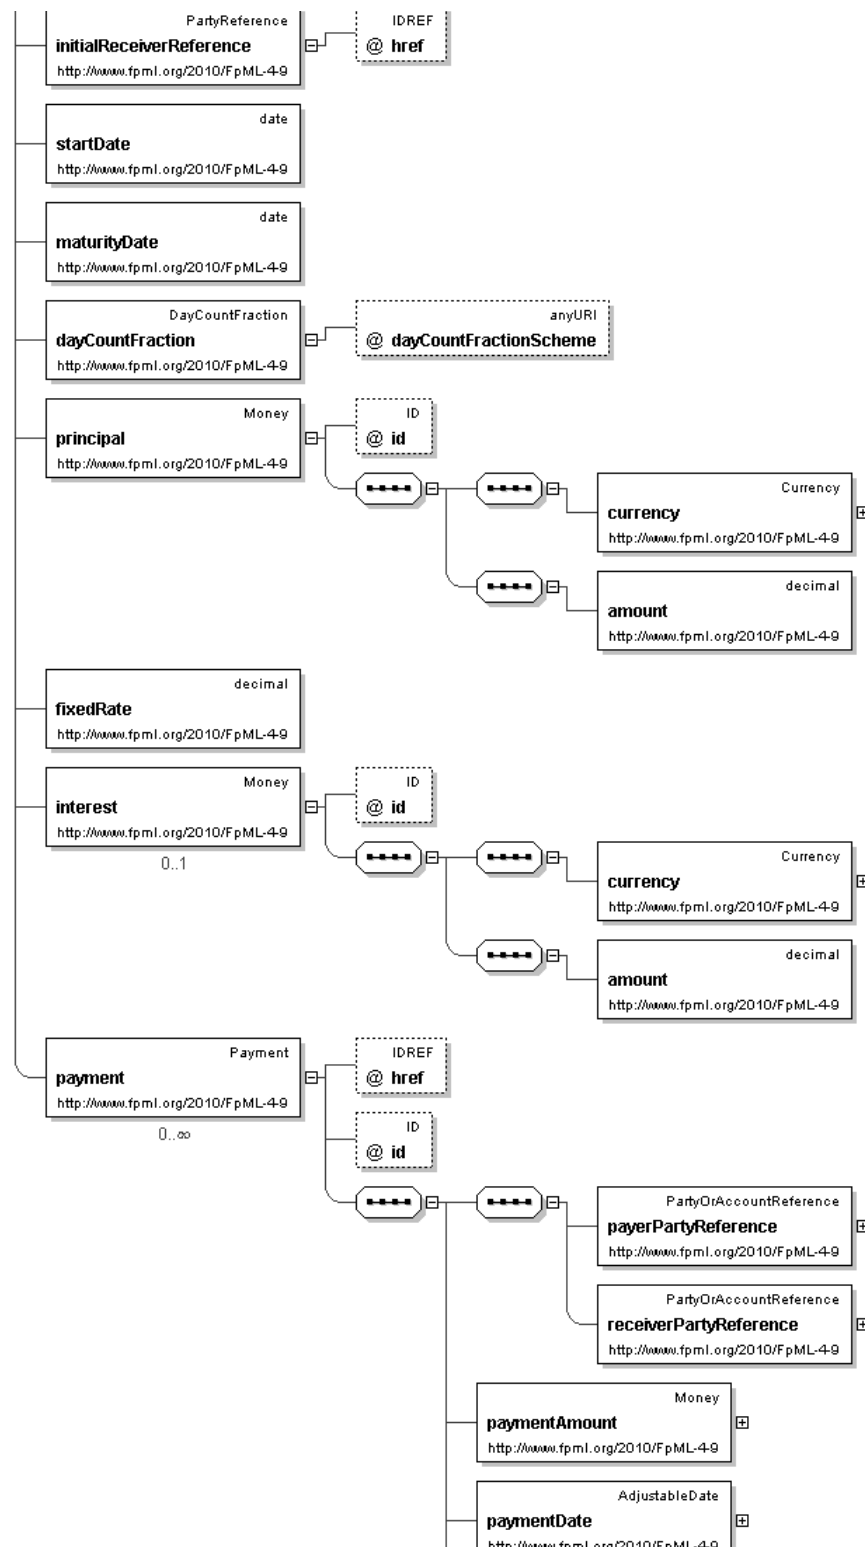 PartyReference
initialReceiverReference
http://www.fpml.org/2010/FpML-4-9
IDREF
@ href
date
startDate
http://www.fpml.org/2010/FpML-4-9
date
maturityDate
http://www.fpml.org/2010/FpML-4-9
DayCountFraction
dayCountFraction
http://www.fpml.org/2010/FpML-4-9
anyURI
@ dayCountFractionScheme
Money
principal
http://www.fpml.org/2010/FpML-4-9
ID
@ id
Currency
currency
http://www.fpml.org/2010/FpML-4-9
decimal
amount
http://www.fpml.org/2010/FpML-4-9
decimal
fixedRate
http://www.fpml.org/2010/FpML-4-9
Money
interest
http://www.fpml.org/2010/FpML-4-9
0..1
ID
@ id
Currency
currency
http://www.fpml.org/2010/FpML-4-9
decimal
amount
http://www.fpml.org/2010/FpML-4-9
Payment
payment
http://www.fpml.org/2010/FpML-4-9
0..∞
IDREF
@ href
ID
@ id
PartyOrAccountReference
payerPartyReference
http://www.fpml.org/2010/FpML-4-9
PartyOrAccountReference
receiverPartyReference
http://www.fpml.org/2010/FpML-4-9
Money
paymentAmount
http://www.fpml.org/2010/FpML-4-9
AdjustableDate
paymentDate
http://www.fpml.org/2010/FpML-4-9